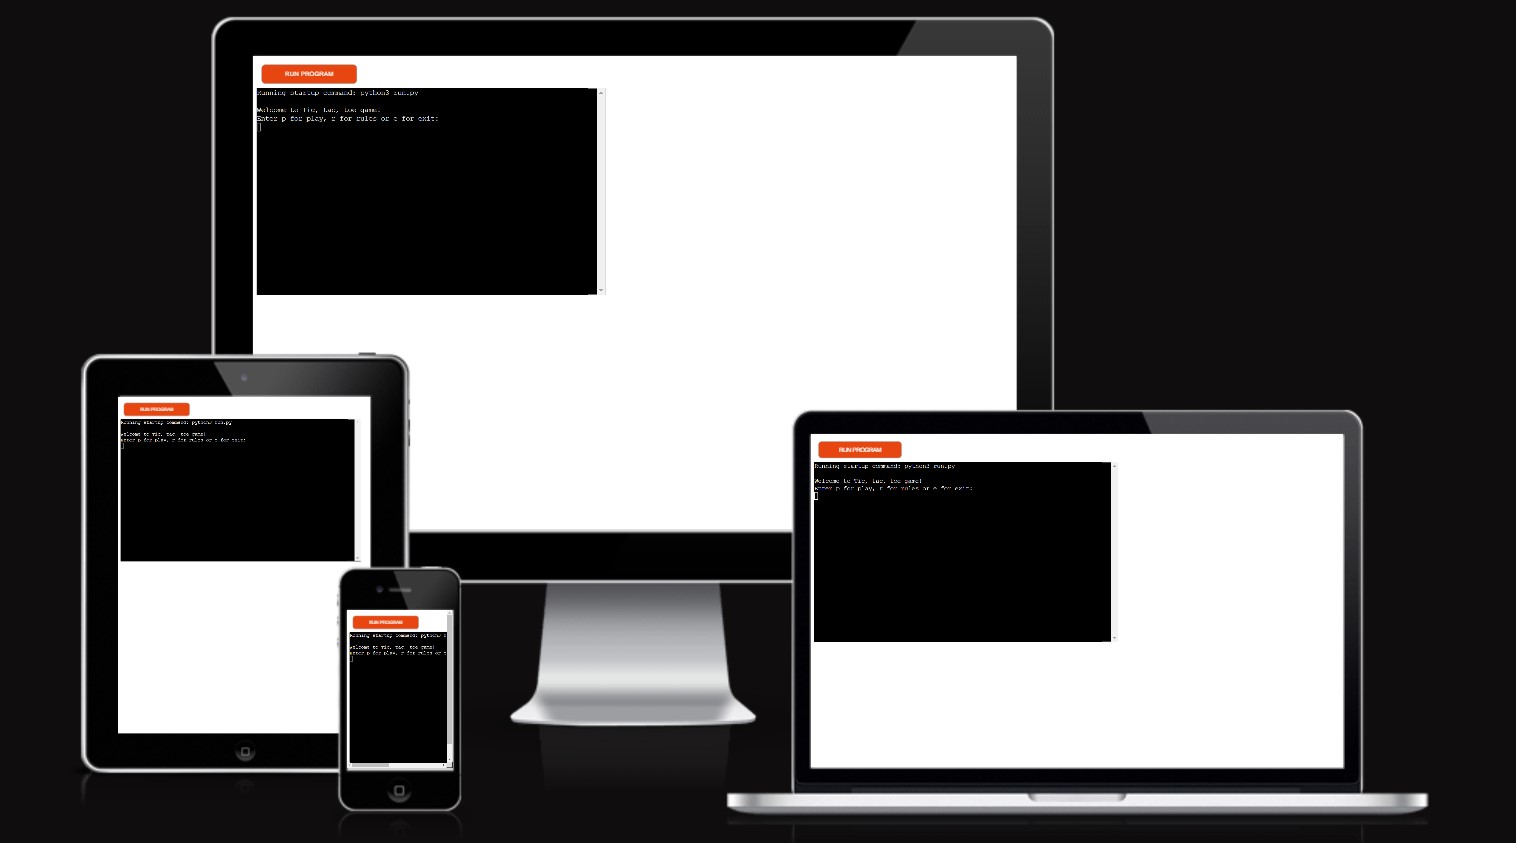 RUN PROGRAM
Running startup command: python3 run.py
Welcome to Tic, tac, toe game!
Enter p for play, r for rules or e for exit:
RUN PROGRAM
Running startup command: python3 run.py
Welcome to Tic, tac, toe game!
Enter p for play, r for rules or e for exit:
RUN PROGRAM
Running startup command: python3 r
Welcome to Tic, tac, toe game!
Enter p for play, r for rules or e
RUN PROGRAM
Running startup command: python3 run.py
Welcome to Tic, tac, toe game!
Enter p for play, r for rules or e for exit: